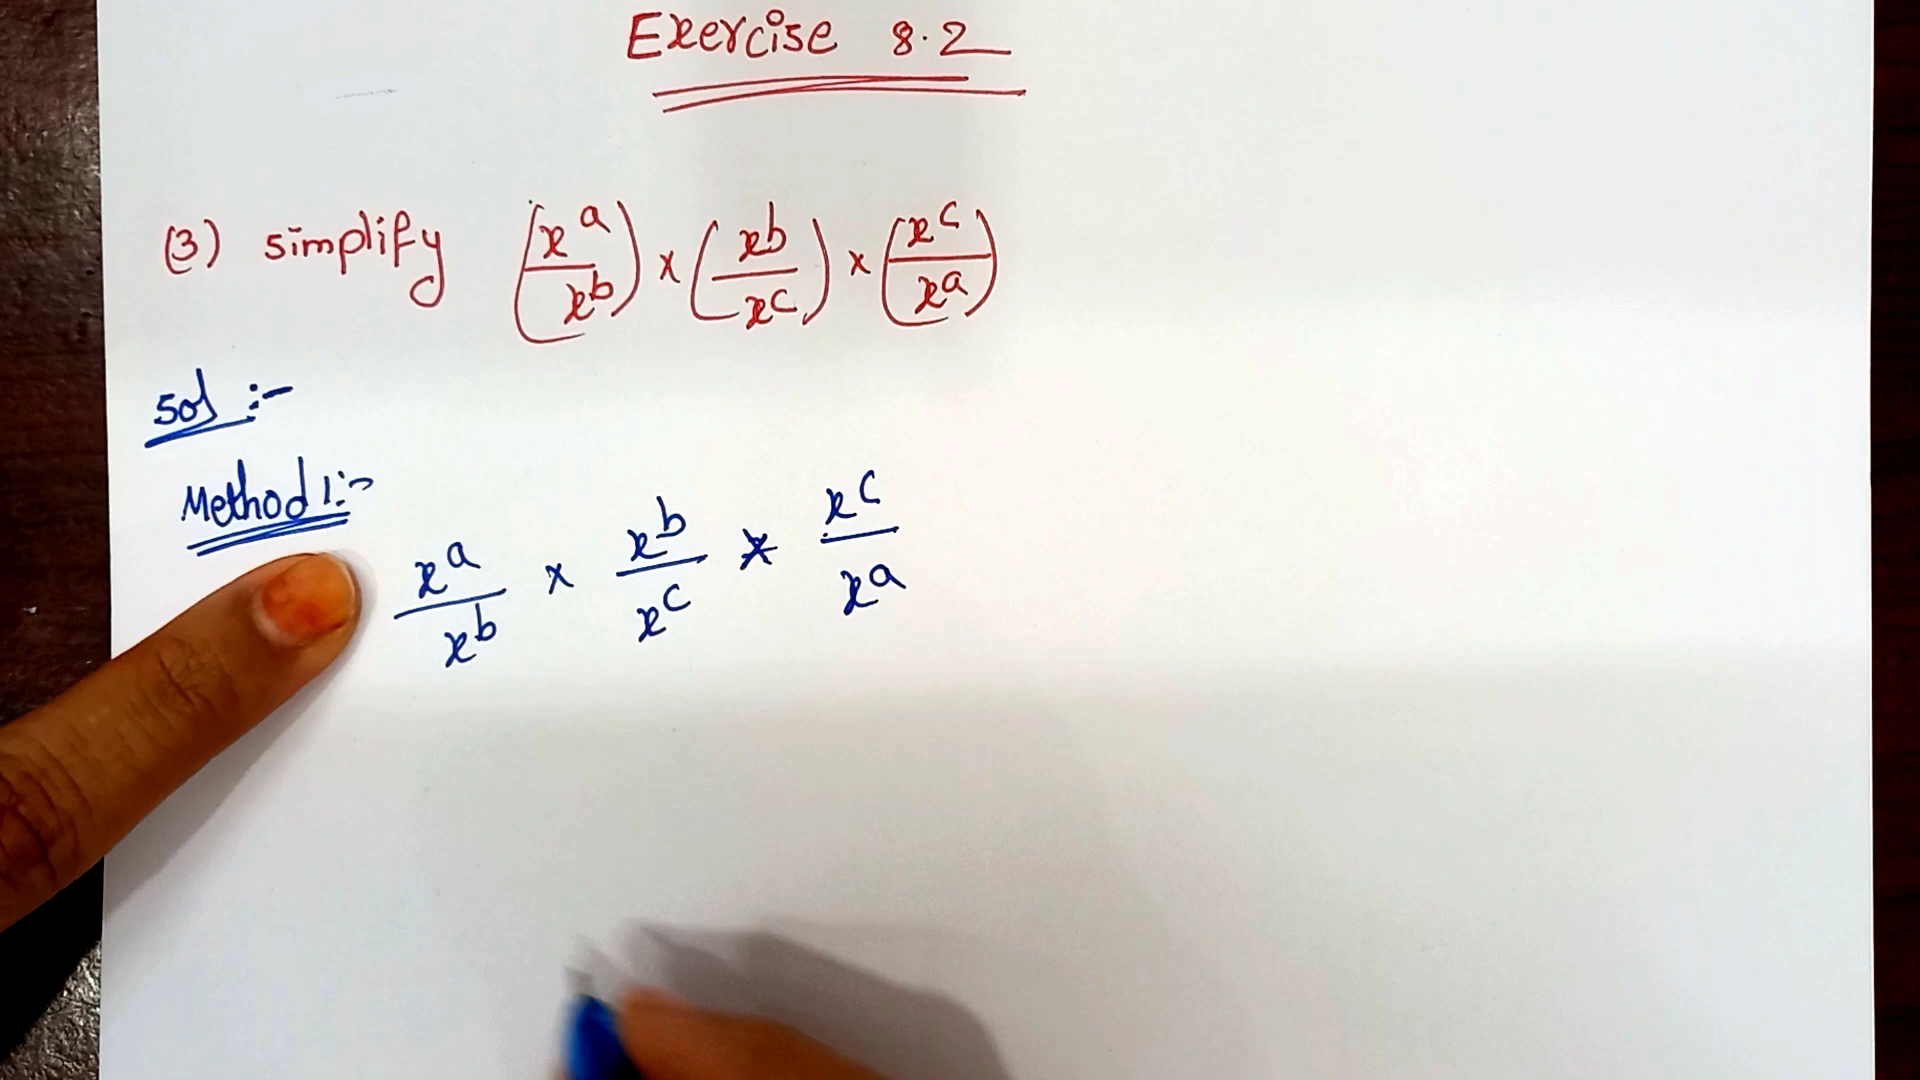 Exercise 8.2
(3) simplify (x^a/x^b) × (x^b/x^c) × (x^c/x^a)
Sol :-
Method 1:-
x^a/x^b × x^b/x^c × x^c/x^a